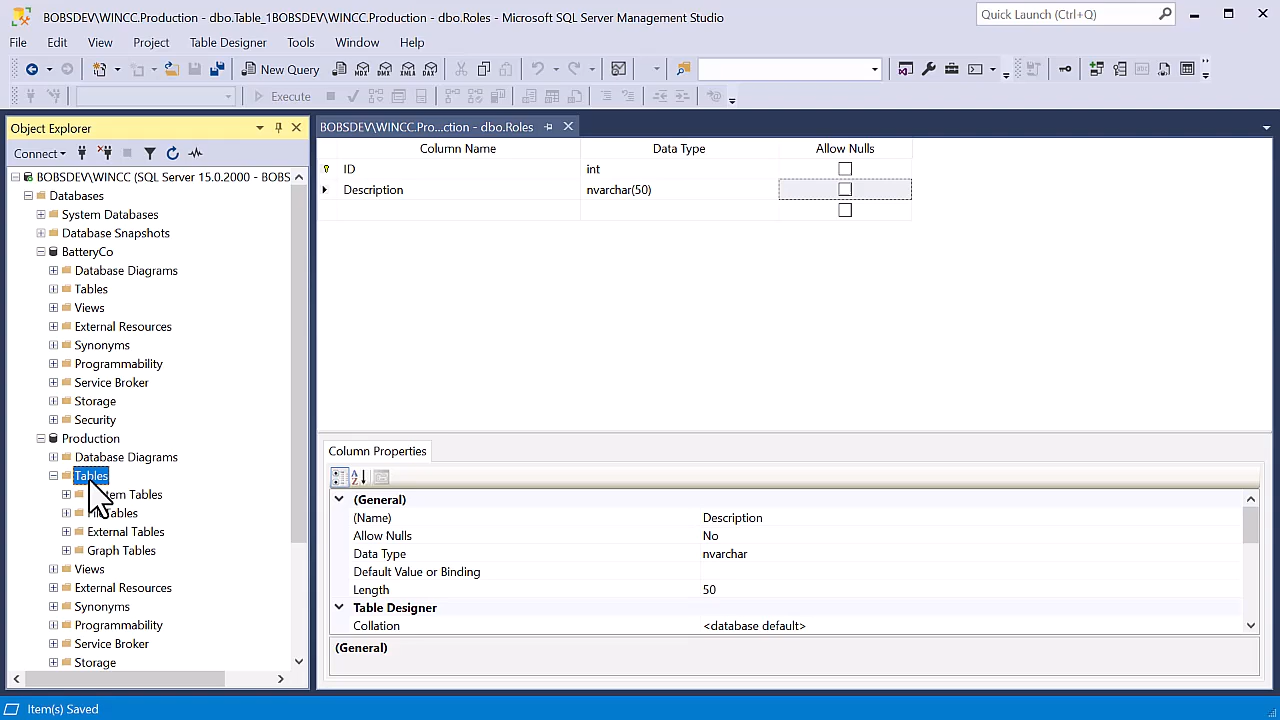 BOBSDEV\WINCC.Production - dbo.Table_1BOBSDEV\WINCC.Production - dbo.Roles - Microsoft SQL Server Management Studio
Quick Launch (Ctrl+Q)
File Edit View Project Table Designer Tools Window Help
MDX DMX XMLA DAX
New Query
Execute
Object Explorer
BOBSDEV\WINCC.Pro...ction - dbo.Roles
Connect
Column Name Data Type Allow Nulls
ID int
Description nvarchar(50)
BOBSDEV\WINCC (SQL Server 15.0.2000 - BOBS
Databases
System Databases
Database Snapshots
BatteryCo
Database Diagrams
Tables
Views
External Resources
Synonyms
Programmability
Service Broker
Storage
Security
Production
Database Diagrams
Tables
Tables
Tables
External Tables
Graph Tables
Views
External Resources
Synonyms
Programmability
Service Broker
Storage
Column Properties
(General)
(Name) Description
Allow Nulls No
Data Type nvarchar
Default Value or Binding
Length 50
Table Designer
Collation <database default>
(General)
Item(s) Saved